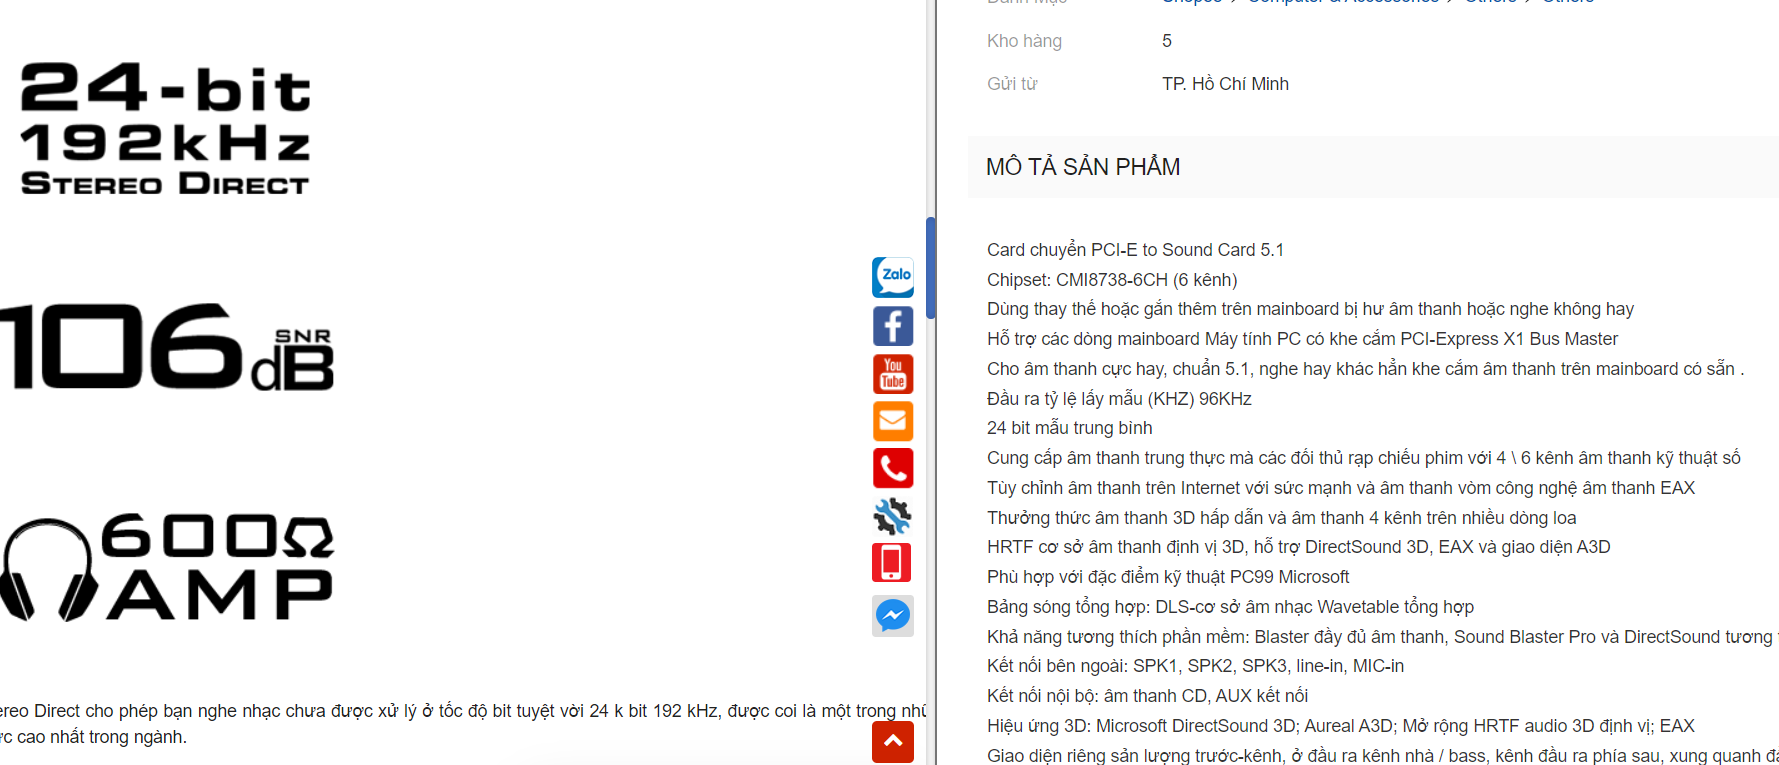 24-bit
192kHz
STEREO DIRECT
106dB SNR
600Ω
AMP
Stereo Direct cho phép bạn nghe nhạc chưa được xử lý ở tốc độ bit tuyệt vời 24 k bit 192 kHz, được coi là một trong
cao nhất trong ngành.
Zalo
You
Tube
Danh Mục
Shopee > Computer & Accessories > Others > Others
Kho hàng 5
Gửi từ TP. Hồ Chí Minh
MÔ TẢ SẢN PHẨM
Card chuyển PCI-E to Sound Card 5.1
Chipset: CMI8738-6CH (6 kênh)
Dùng thay thế hoặc gắn thêm trên mainboard bị hư âm thanh hoặc nghe không hay
Hỗ trợ các dòng mainboard Máy tính PC có khe cắm PCI-Express X1 Bus Master
Cho âm thanh cực hay, chuẩn 5.1, nghe hay khác hẳn khe cắm âm thanh trên mainboard có sẵn .
Đầu ra tỷ lệ lấy mẫu (KHZ) 96KHz
24 bit mẫu trung bình
Cung cấp âm thanh trung thực mà các đối thủ rạp chiếu phim với 4 \ 6 kênh âm thanh kỹ thuật số
Tùy chỉnh âm thanh trên Internet với sức mạnh và âm thanh vòm công nghệ âm thanh EAX
Thưởng thức âm thanh 3D hấp dẫn và âm thanh 4 kênh trên nhiều dòng loa
HRTF cơ sở âm thanh định vị 3D, hỗ trợ DirectSound 3D, EAX và giao diện A3D
Phù hợp với đặc điểm kỹ thuật PC99 Microsoft
Bảng sóng tổng hợp: DLS-cơ sở âm nhạc Wavetable tổng hợp
Khả năng tương thích phần mềm: Blaster đầy đủ âm thanh, Sound Blaster Pro và DirectSound tương
Kết nối bên ngoài: SPK1, SPK2, SPK3, line-in, MIC-in
Kết nối nội bộ: âm thanh CD, AUX kết nối
Hiệu ứng 3D: Microsoft DirectSound 3D; Aureal A3D; Mở rộng HRTF audio 3D định vị; EAX
Giao diện riêng sản lượng trước-kênh, ở đầu ra kênh nhà / bass, kênh đầu ra phía sau, xung quanh